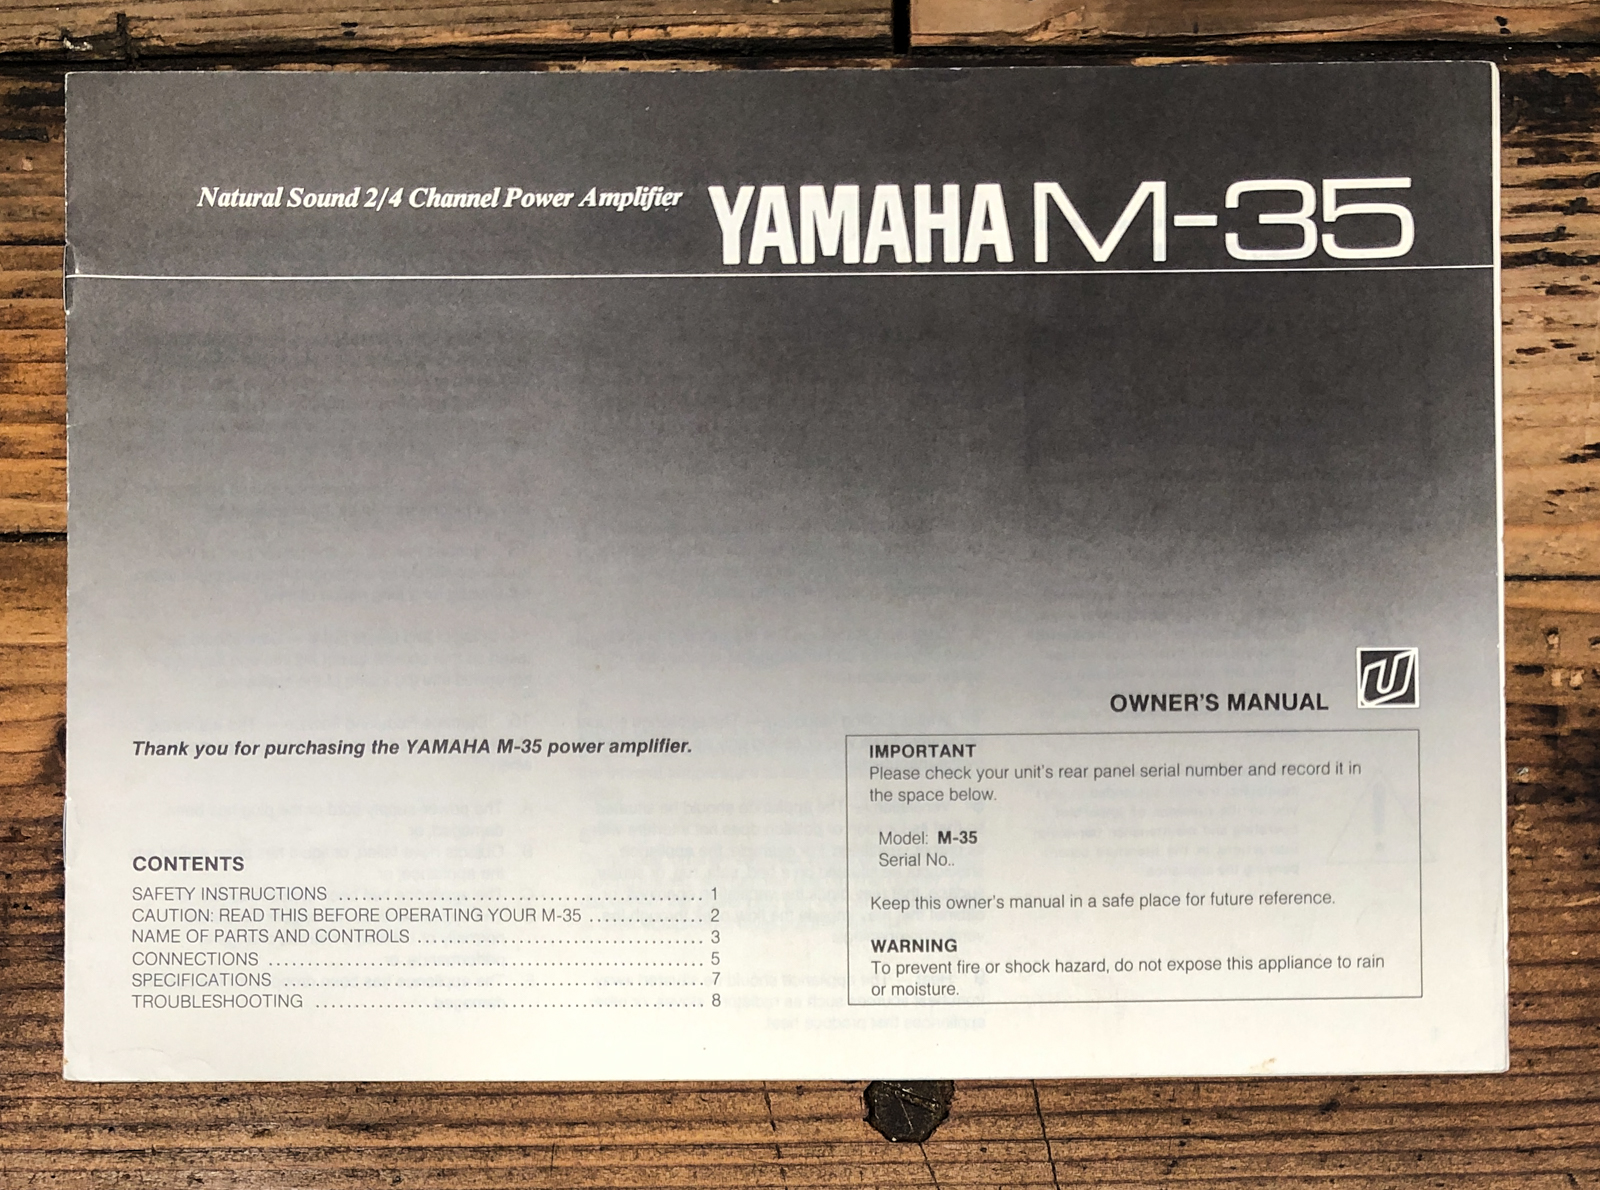 Natural Sound 2/4 Channel Power Amplifier YAMAHA M-35
OWNER'S MANUAL U
Thank you for purchasing the YAMAHA M-35 power amplifier.
CONTENTS
SAFETY INSTRUCTIONS ........................................ 1
CAUTION: READ THIS BEFORE OPERATING YOUR M-35 ............ 2
NAME OF PARTS AND CONTROLS ................................ 3
CONNECTIONS ................................................ 5
SPECIFICATIONS .............................................. 7
TROUBLESHOOTING .......................................... 8
IMPORTANT
Please check your unit's rear panel serial number and record it in
the space below.
Model: M-35
Serial No..
Keep this owner's manual in a safe place for future reference.
WARNING
To prevent fire or shock hazard, do not expose this appliance to rain
or moisture.